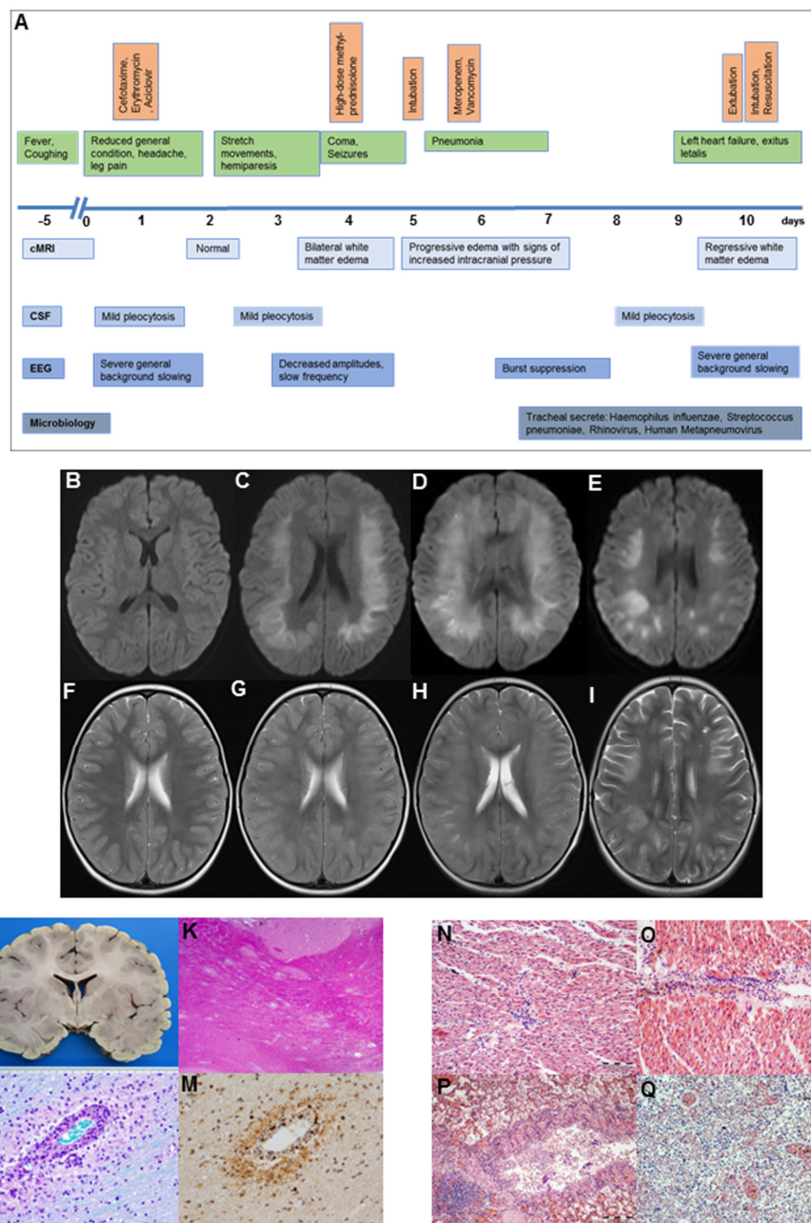 A
Cefotaxime,
Erythromycin
, Aciclovir
High-dose methyl-
prednisolone
Intubation
Meropenem,
Vancomycin
Extubation
Intubation,
Resuscitation
Fever,
Coughing
Reduced general
condition, headache,
leg pain
Stretch
movements,
hemiparesis
Coma,
Seizures
Pneumonia
Left heart failure, exitus
letalis
-5 0 1 2 3 4 5 6 7 8 9 10 days
cMRI
Normal
Bilateral white
matter edema
Progressive edema with signs of
increased intracranial pressure
Regressive white
matter edema
CSF
Mild pleocytosis
Mild pleocytosis
Mild pleocytosis
EEG
Severe general
background slowing
Decreased amplitudes,
slow frequency
Burst suppression
Severe general
background slowing
Microbiology
Tracheal secrete: Haemophilus influenzae, Streptococcus
pneumoniae, Rhinovirus, Human Metapneumovirus
B C D E
F G H I
K N O
M P Q